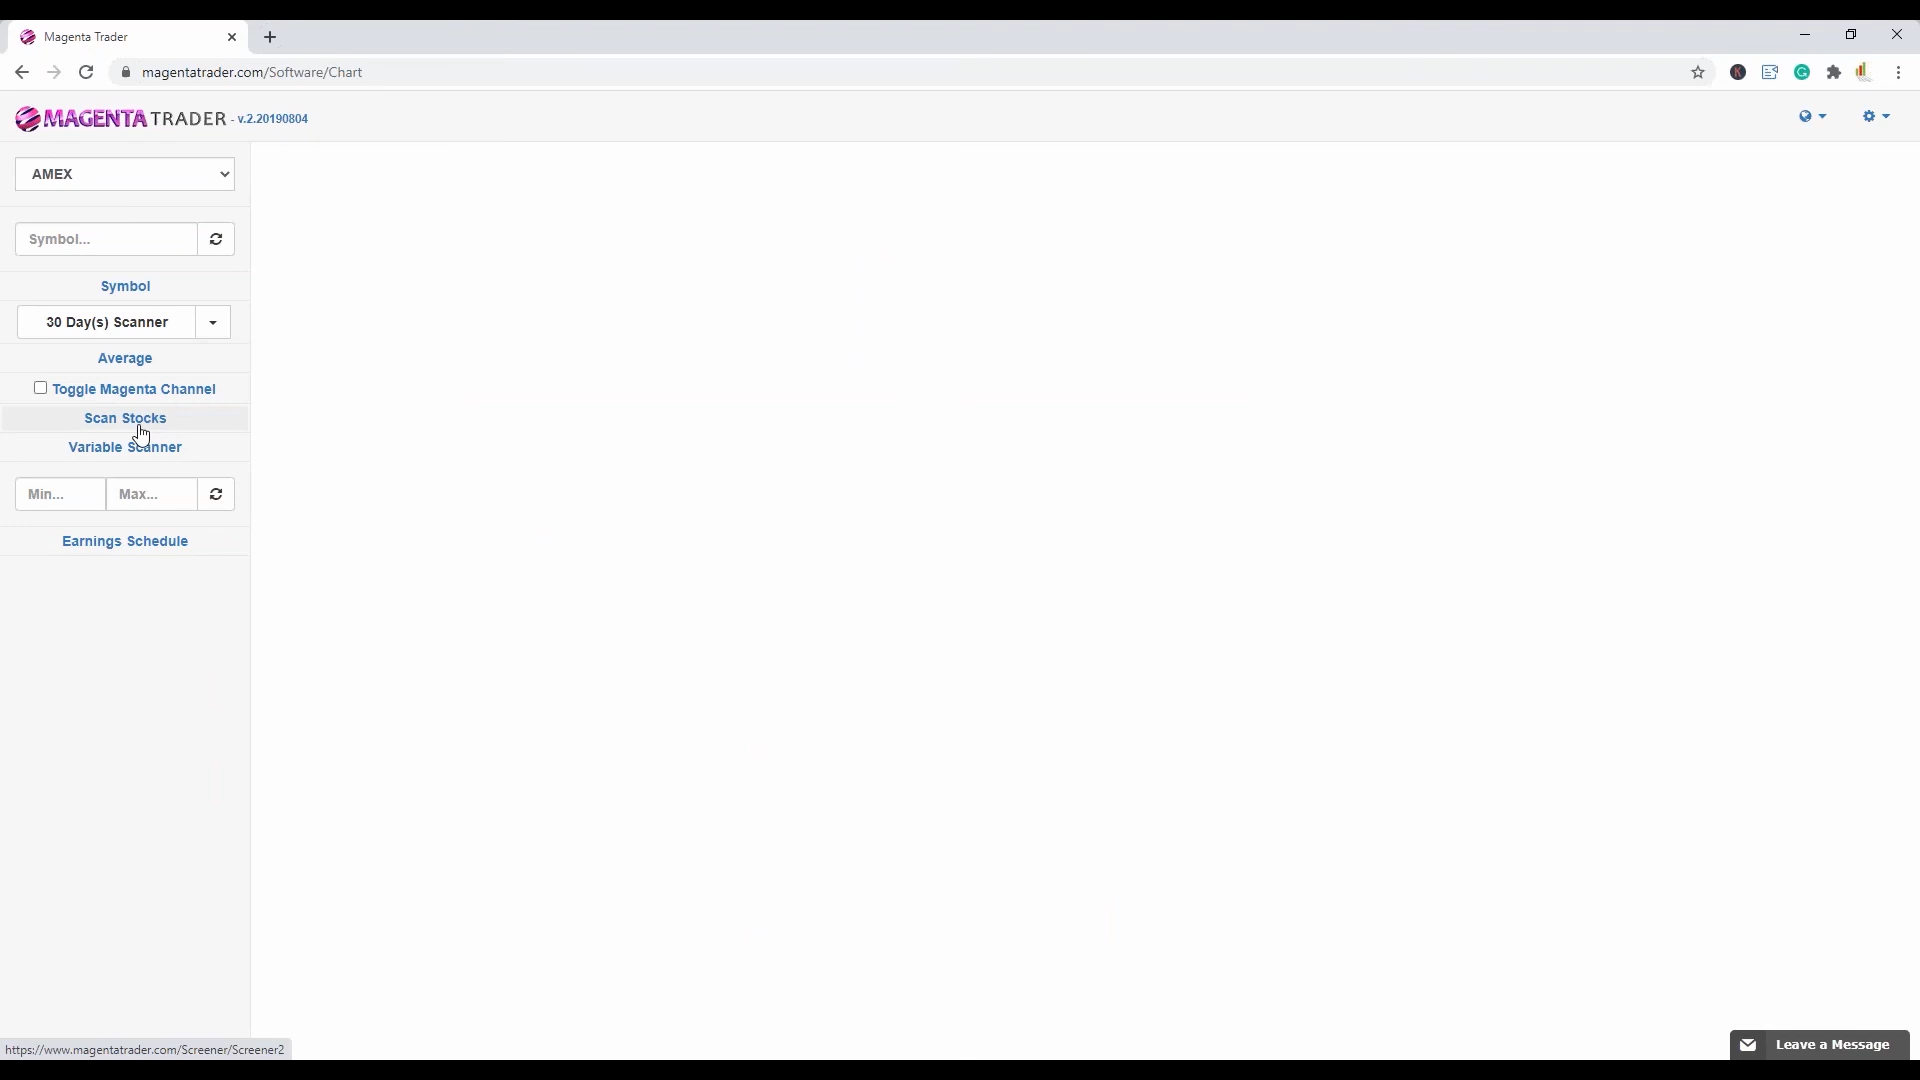 Magenta Trader
magentatrader.com/Software/Chart
MAGENTA TRADER - v.2.20190804
AMEX
Symbol...
Symbol
30 Day(s) Scanner
Average
Toggle Magenta Channel
Scan Stocks
Variable Scanner
Min... Max...
Earnings Schedule
https://www.magentatrader.com/Screener/Screener2
Leave a Message